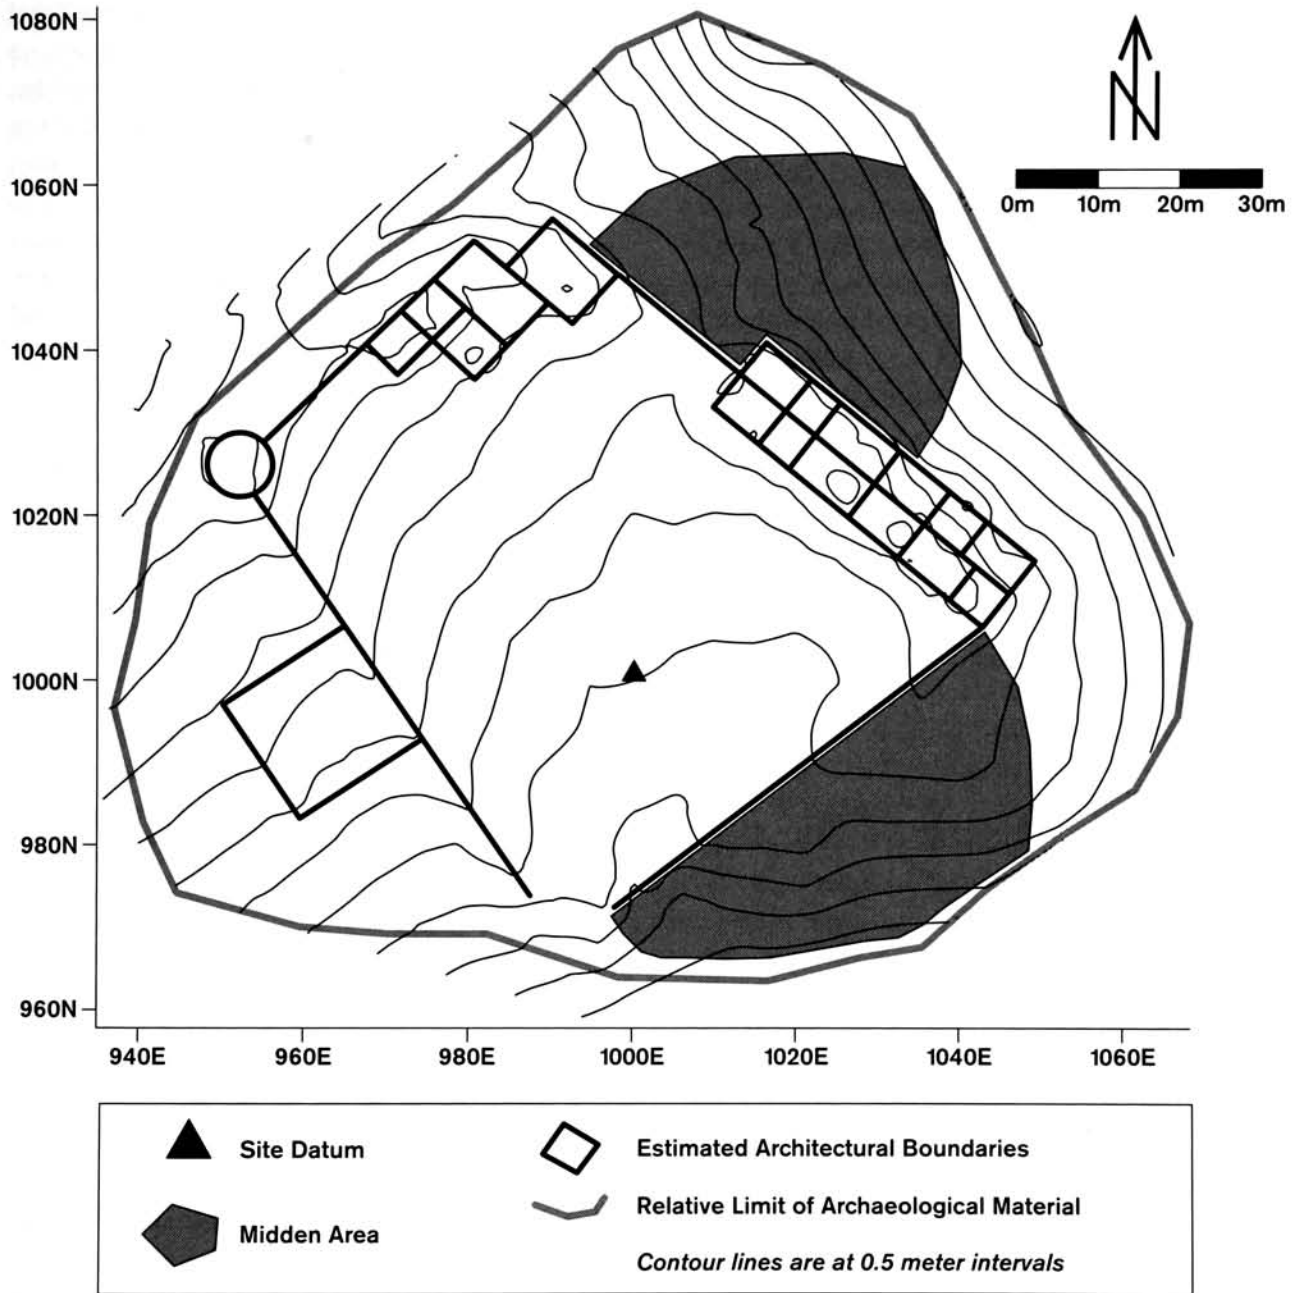 1080N
1060N
1040N
1020N
1000N
980N
960N
N
0m 10m 20m 30m
940E 960E 980E 1000E 1020E 1040E 1060E
Site Datum
Estimated Architectural Boundaries
Relative Limit of Archaeological Material
Midden Area
Contour lines are at 0.5 meter intervals